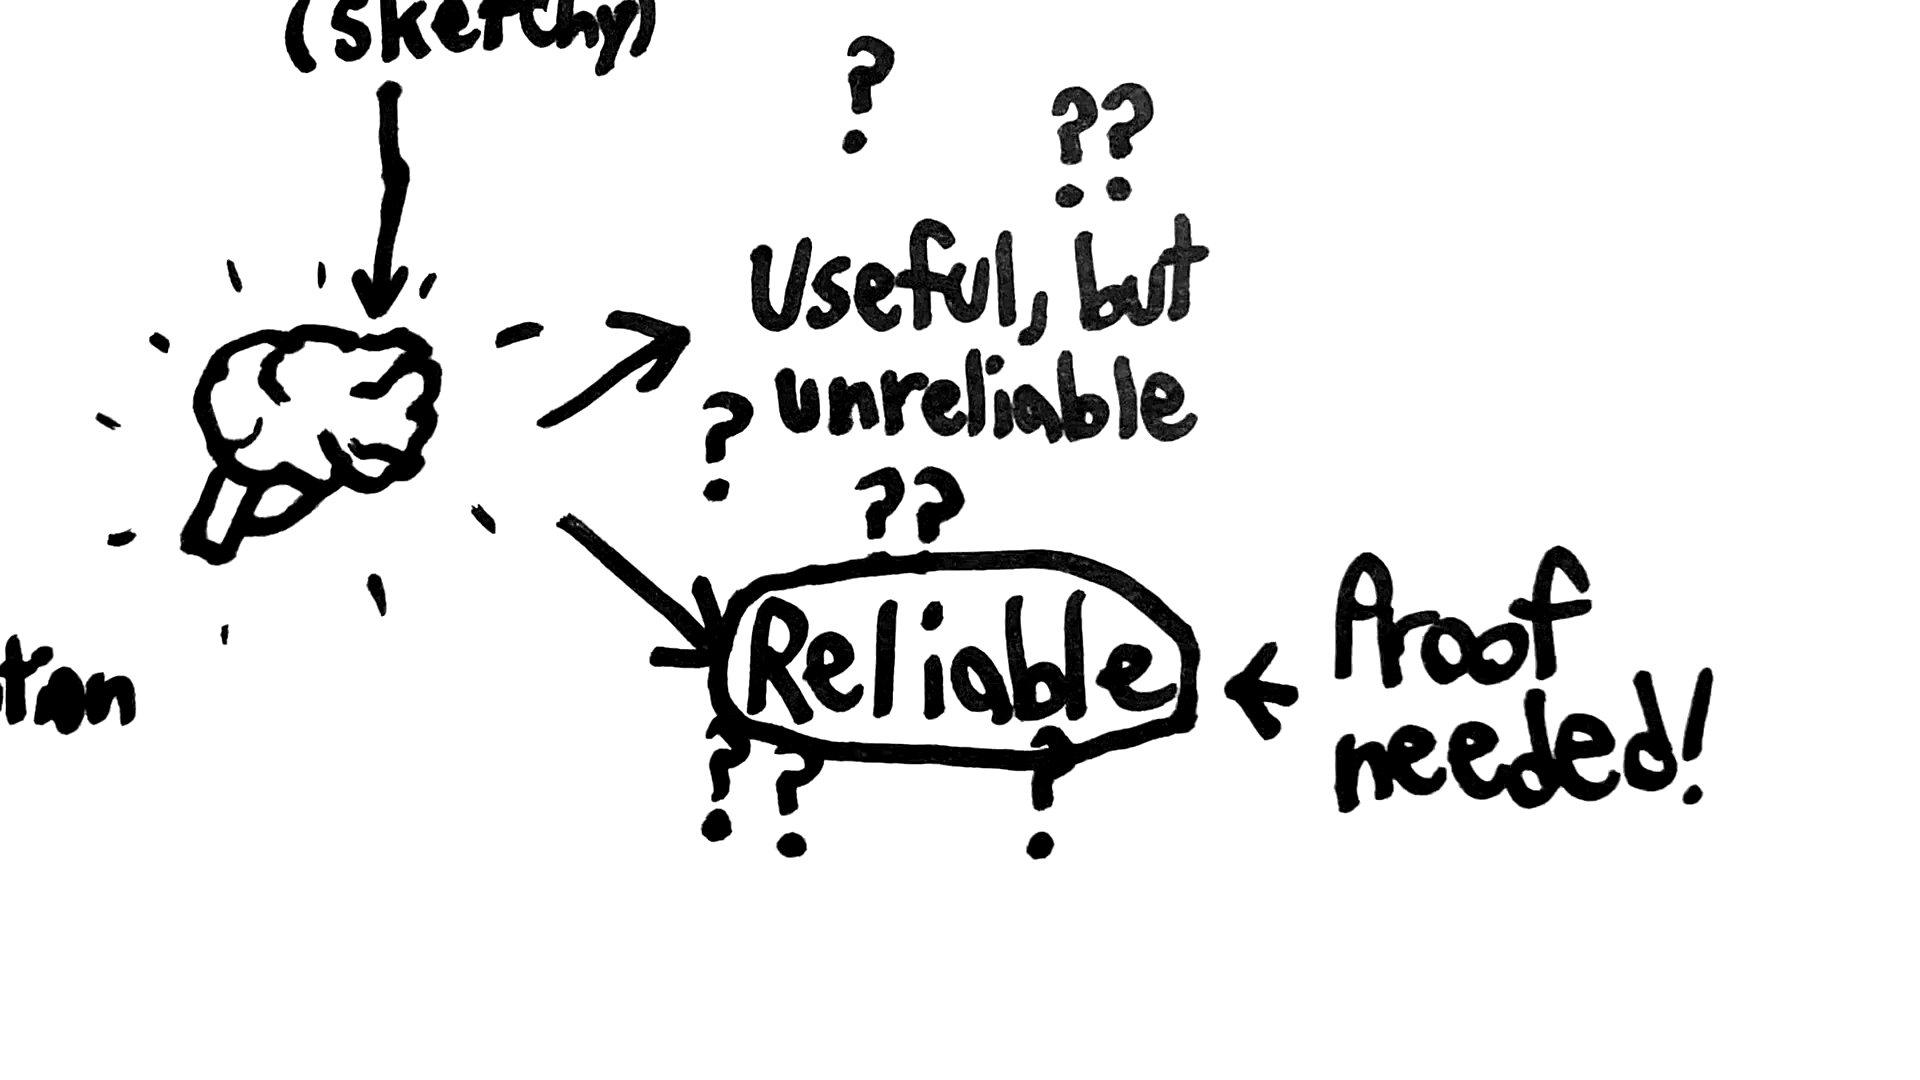 (sketchy)
?
??
Useful, but
unreliable
?
??
Reliable
Proof
needed!
??
?